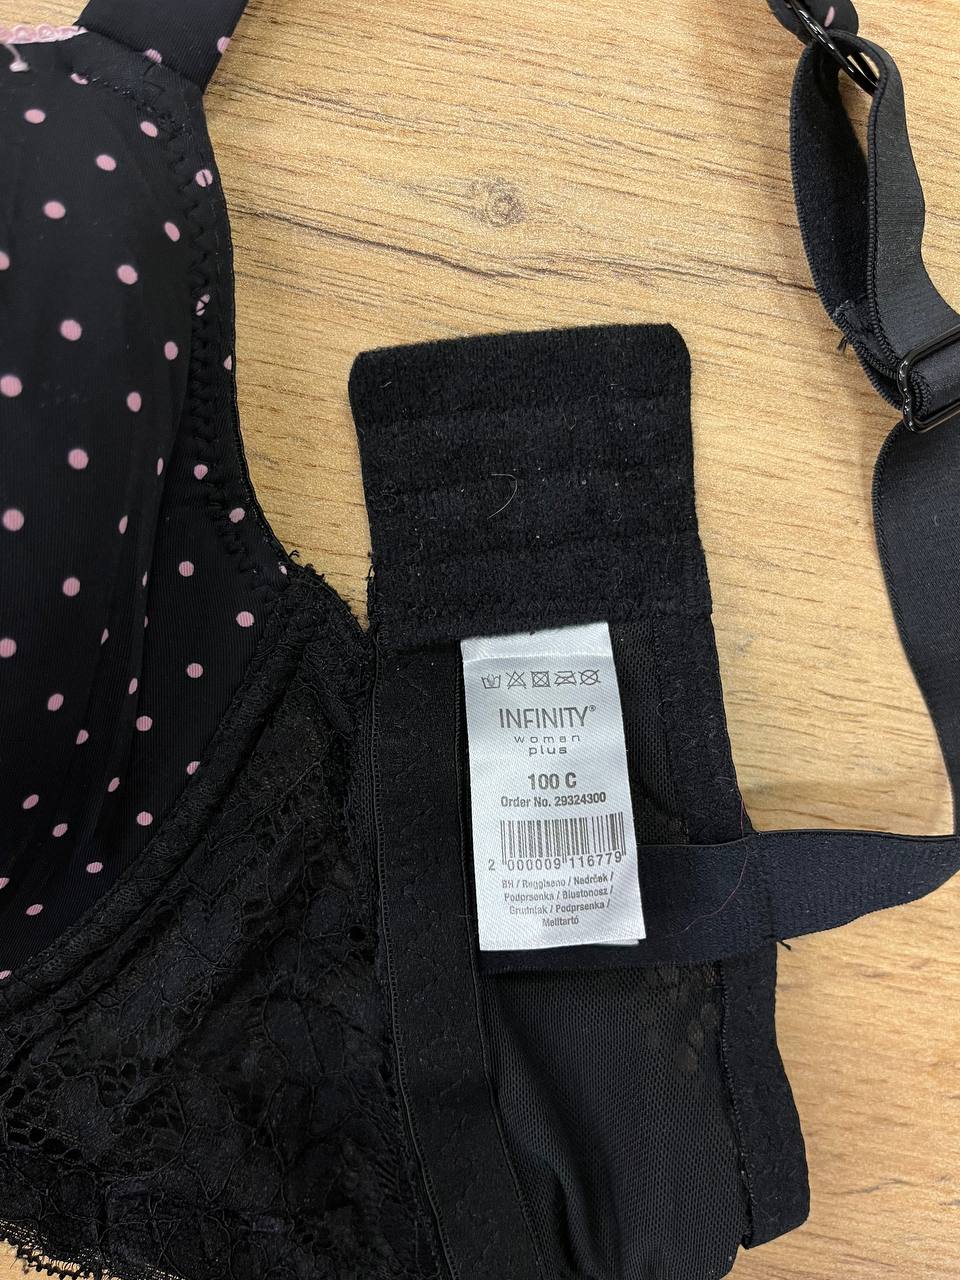 INFINITY®
woman
plus
100 C
Order No. 29324300
2 000009 116779
BH / Reggiseno / Nedrček /
Podprsenka / Biustonosz /
Grudnjak / Podprsenka /
Melltartó